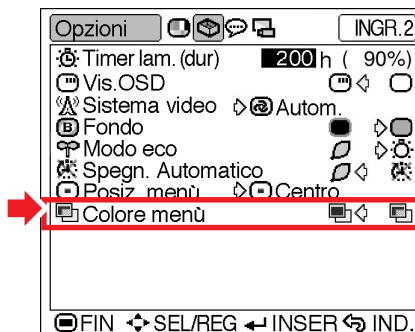 Opzioni INGR.2
Timer lam. (dur) 200 h ( 90%)
Vis.OSD
Sistema video Autom.
B Fondo
Modo eco
Spegn. Automatico
Posiz. menù Centro
Colore menù
FIN SEL/REG INSER IND.